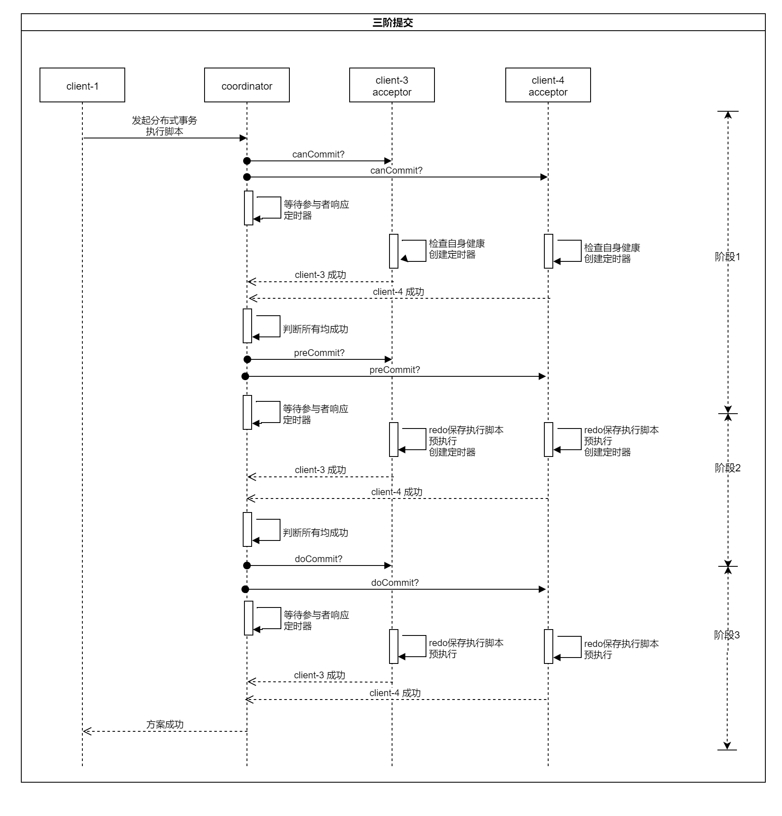 三阶提交
client-1
coordinator
client-3
acceptor
client-4
acceptor
发起分布式事务
执行脚本
canCommit?
canCommit?
等待参与者响应
定时器
检查自身健康
创建定时器
检查自身健康
创建定时器
阶段1
client-3 成功
client-4 成功
判断所有均成功
preCommit?
preCommit?
等待参与者响应
定时器
redo保存执行脚本
预执行
创建定时器
redo保存执行脚本
预执行
创建定时器
阶段2
client-3 成功
client-4 成功
判断所有均成功
doCommit?
doCommit?
等待参与者响应
定时器
redo保存执行脚本
预执行
redo保存执行脚本
预执行
阶段3
client-3 成功
client-4 成功
方案成功